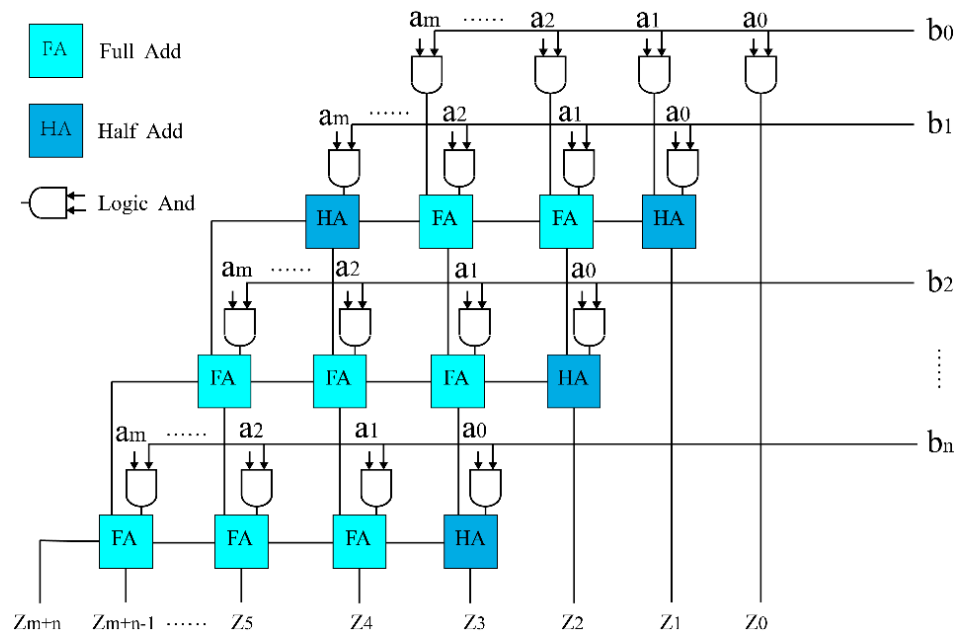 FA Full Add
HA Half Add
Logic And
am ...... a2 a1 a0 b0
am ...... a2 a1 a0 b1
HA FA FA HA
am ...... a2 a1 a0 b2
FA FA FA HA
......
am ...... a2 a1 a0 bn
FA FA FA HA
Zm+n Zm+n-1 ...... Z5 Z4 Z3 Z2 Z1 Z0